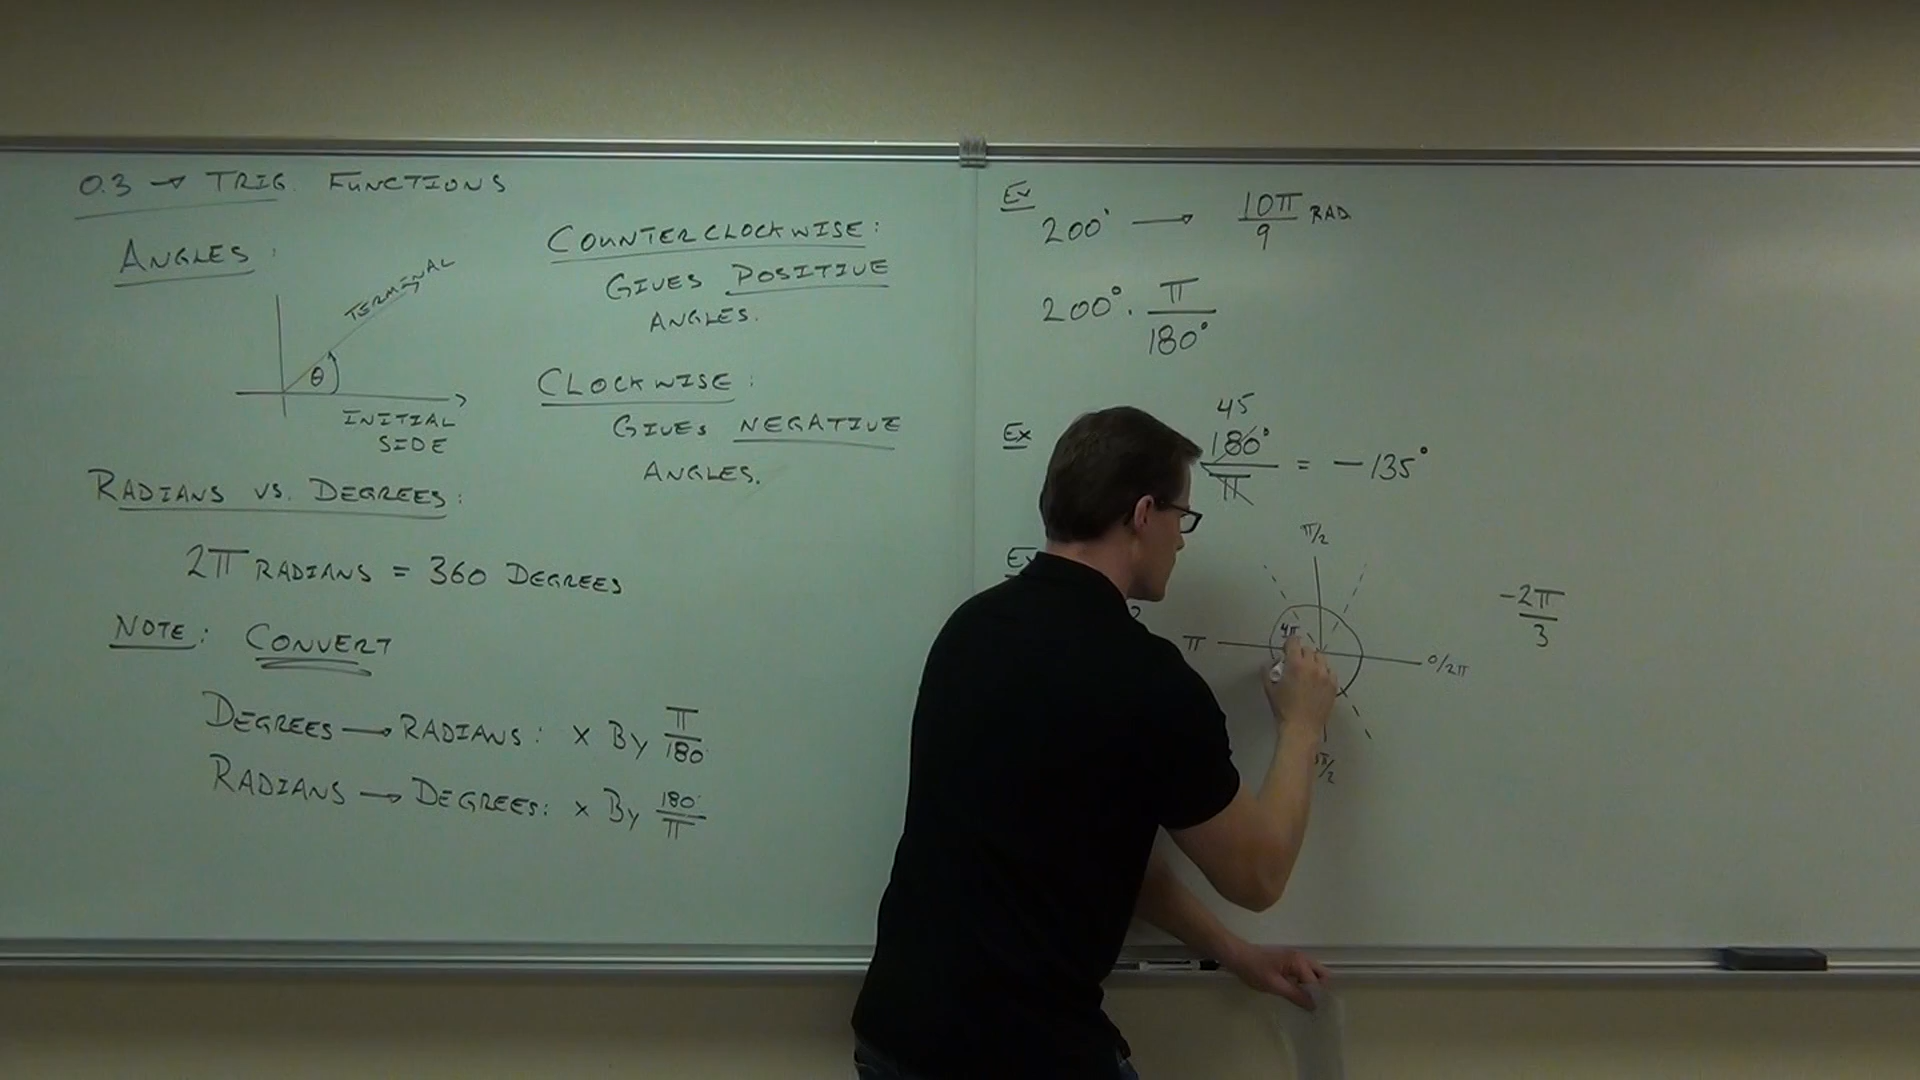 0.3 → TRIG. FUNCTIONS
ANGLES:
TERMINAL
θ
INITIAL
SIDE
COUNTERCLOCKWISE:
GIVES POSITIVE
ANGLES.
CLOCKWISE:
GIVES NEGATIVE
ANGLES.
RADIANS VS. DEGREES:
2π RADIANS = 360 DEGREES
NOTE: CONVERT
DEGREES → RADIANS: × BY π/180°
RADIANS → DEGREES: × BY 180°/π
Ex
200° → 10π/9 RAD.
200° · π/180°
Ex
45
180°/π = -135°
Ex
π/2
π
0/2π
4π
3π/2
-2π/3